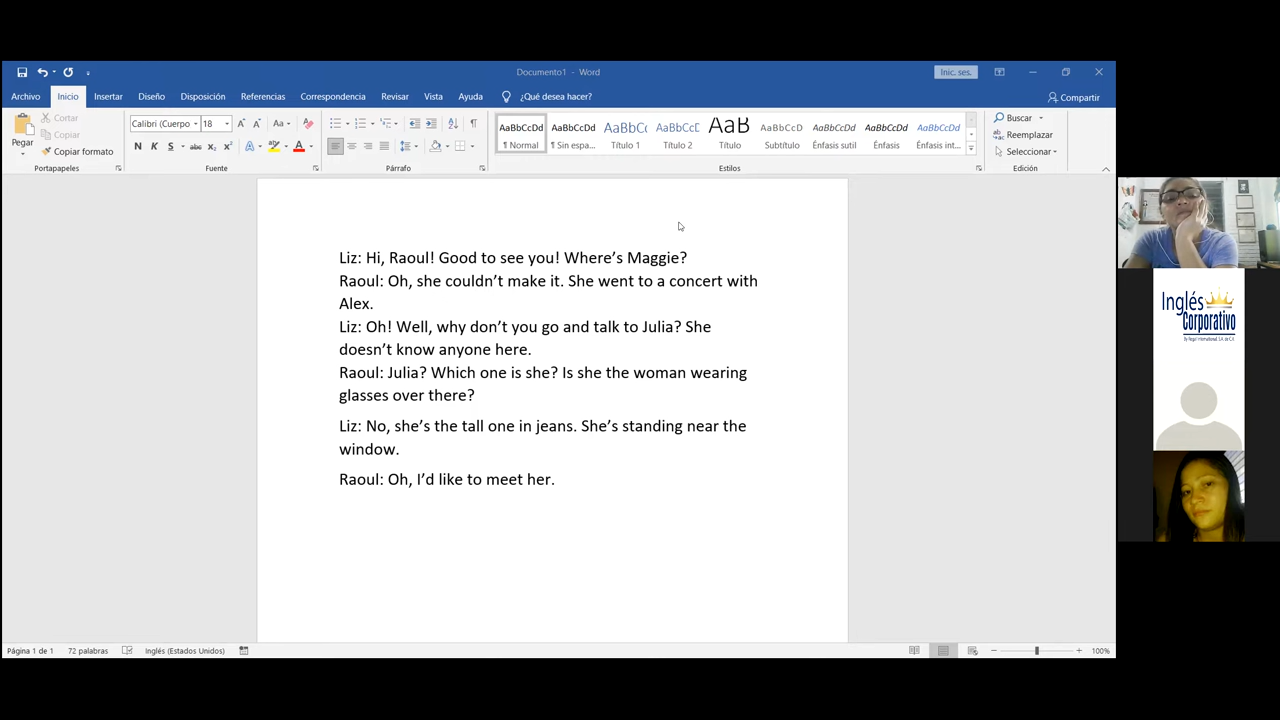 Documento1 - Word
Inic. ses.
Archivo Inicio Insertar Diseño Disposición Referencias Correspondencia Revisar Vista Ayuda ¿Qué desea hacer? Compartir
Pegar
Cortar
Copiar
Copiar formato
Portapapeles
Calibri (Cuerpo 18
N K S abc x₂ x²
Fuente
Párrafo
AaBbCcDd AaBbCcDd AaBbCc AaBbCcD AaB AaBbCcD AaBbCcDd AaBbCcDd AaBbCcDd
¶ Normal ¶ Sin espa... Título 1 Título 2 Título Subtítulo Énfasis sutil Énfasis Énfasis int...
Estilos
Buscar
Reemplazar
Seleccionar
Edición
Liz: Hi, Raoul! Good to see you! Where’s Maggie?
Raoul: Oh, she couldn’t make it. She went to a concert with
Alex.
Liz: Oh! Well, why don’t you go and talk to Julia? She
doesn’t know anyone here.
Raoul: Julia? Which one is she? Is she the woman wearing
glasses over there?
Liz: No, she’s the tall one in jeans. She’s standing near the
window.
Raoul: Oh, I’d like to meet her.
Página 1 de 1 72 palabras Inglés (Estados Unidos) 100%
Inglés
Corporativo